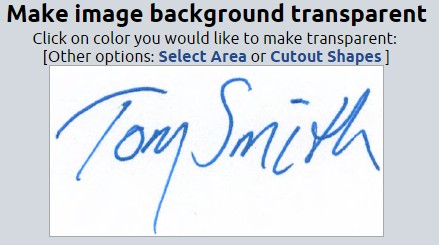 Make image background transparent
Click on color you would like to make transparent:
[Other options: Select Area or Cutout Shapes ]
Tom Smith